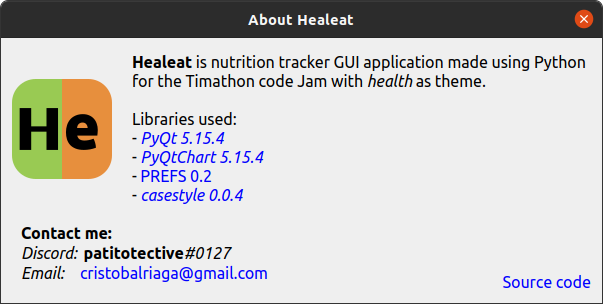 About Healeat
Healeat is nutrition tracker GUI application made using Python
for the Timathon code Jam with health as theme.
He
Libraries used:
- PyQt 5.15.4
- PyQtChart 5.15.4
- PREFS 0.2
- casestyle 0.0.4
Contact me:
Discord: patitotective#0127
Email: cristobalriaga@gmail.com
Source code